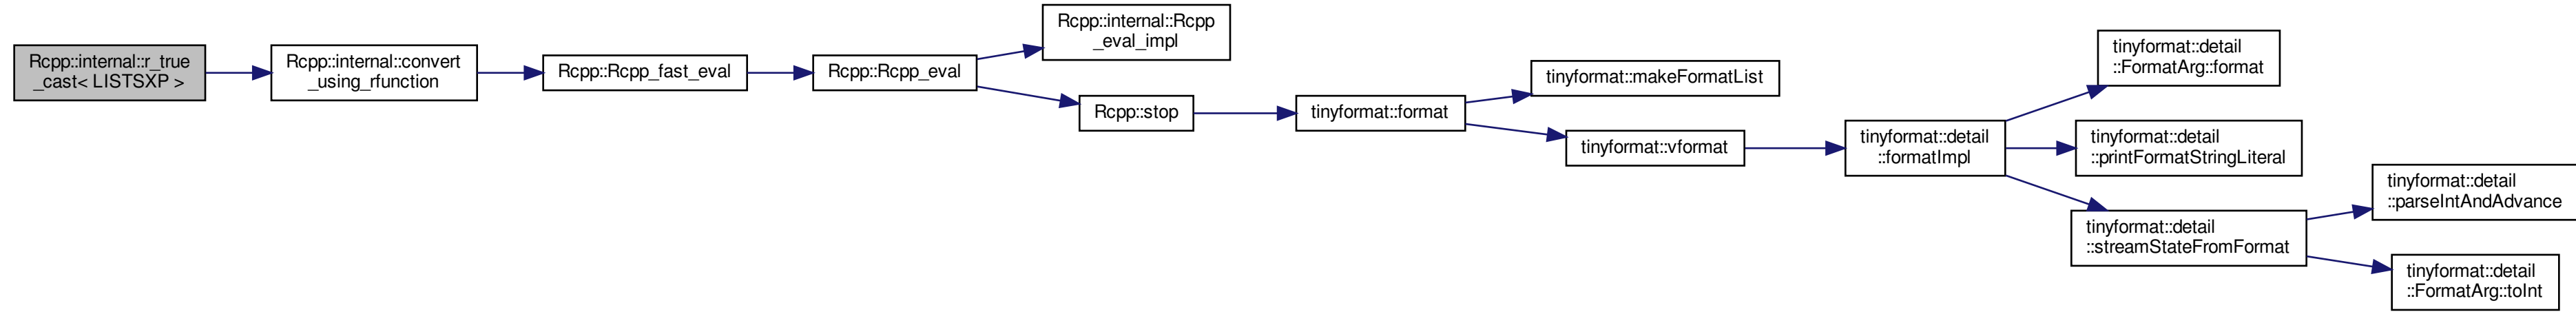 Rcpp::internal::r_true
_cast< LISTSXP >
Rcpp::internal::convert
_using_rfunction
Rcpp::Rcpp_fast_eval
Rcpp::Rcpp_eval
Rcpp::internal::Rcpp
_eval_impl
Rcpp::stop
tinyformat::format
tinyformat::makeFormatList
tinyformat::vformat
tinyformat::detail
::formatImpl
tinyformat::detail
::FormatArg::format
tinyformat::detail
::printFormatStringLiteral
tinyformat::detail
::streamStateFromFormat
tinyformat::detail
::parseIntAndAdvance
tinyformat::detail
::FormatArg::toInt